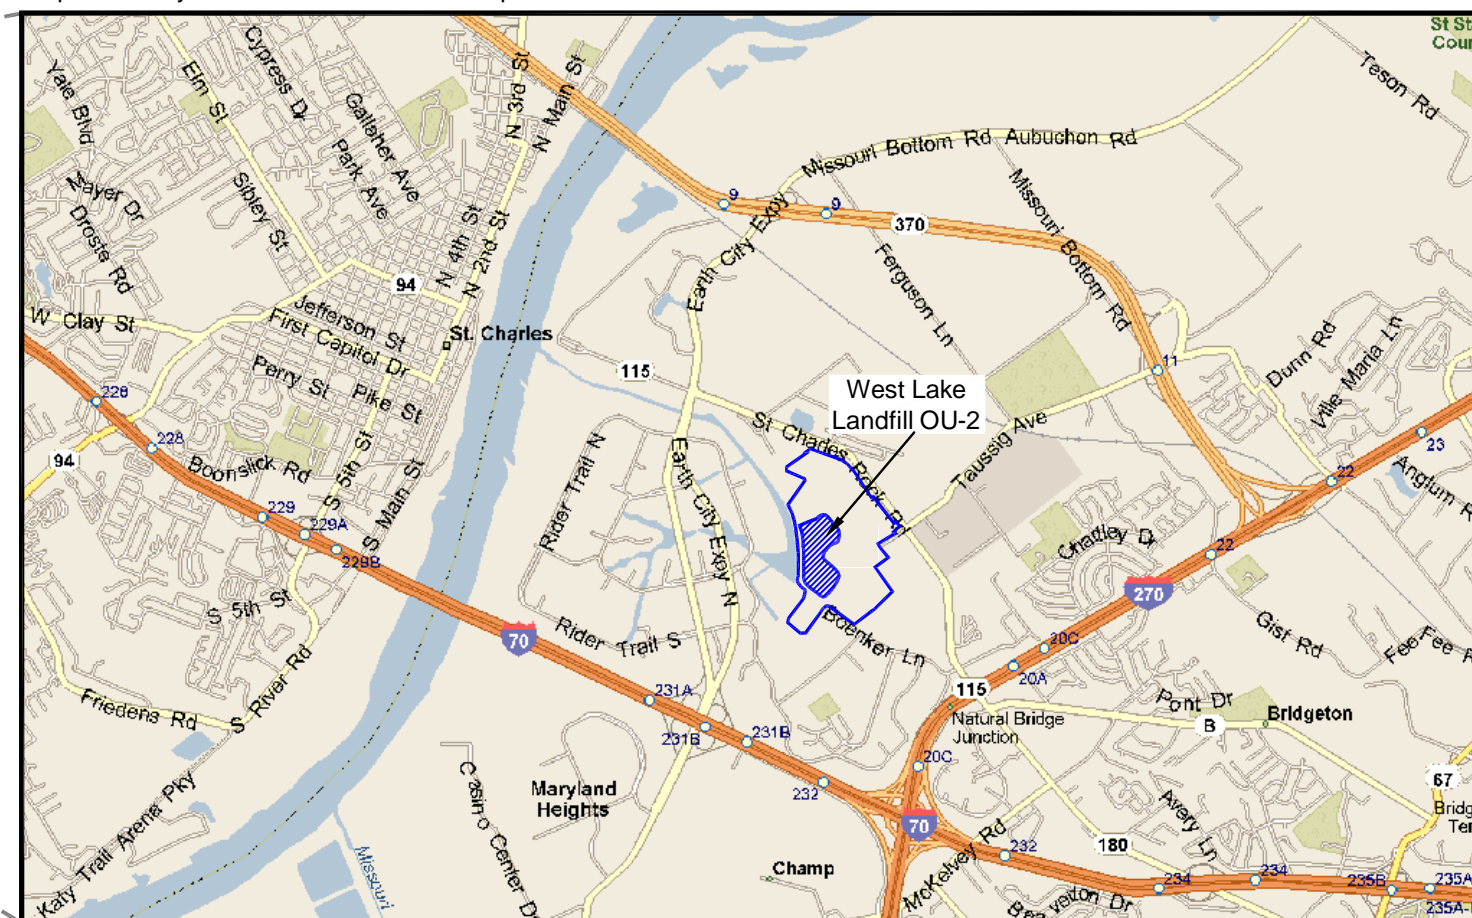 St St
Coun
Teson Rd
Yale Blvd
Elm St
Cypress Dr
Gallaher Ave
Park Ave
N 3rd St
N Main St
Missouri Bottom Rd
Aubuchon Rd
Mayer Dr
Droste Rd
Sibley St
N 4th St
N 2nd St
9
9
370
Earth City Expy
Missouri Bottom Rd
Ferguson Ln
94
W Clay St
Jefferson St
First Capitol Dr
St. Charles
Perry St
Pike St
115
11
Dunn Rd
Ville Maria Ln
West Lake
Landfill OU-2
228
228
94
Boonslick Rd
S 5th St
S Main St
229
229A
229B
Rider Trail N
Earth City Expy N
St Charles Rock Rd
Taussig Ave
22
23
Anglum R
Chatley Dr
22
270
S 5th St
70
Rider Trail S
Boenker Ln
20C
20A
Gist Rd
Fee Fee R
Friedens Rd
S River Rd
231A
231B
231B
115
Natural Bridge
Junction
Pont Dr
B
Bridgeton
20C
232
Maryland
Heights
67
Bridg
Ter
Katy Trail Arena Pky
Casino Center Dr
Missouri
70
McKelvey Rd
Avery Ln
180
232
Champ
234
234
235B
235A
235A-